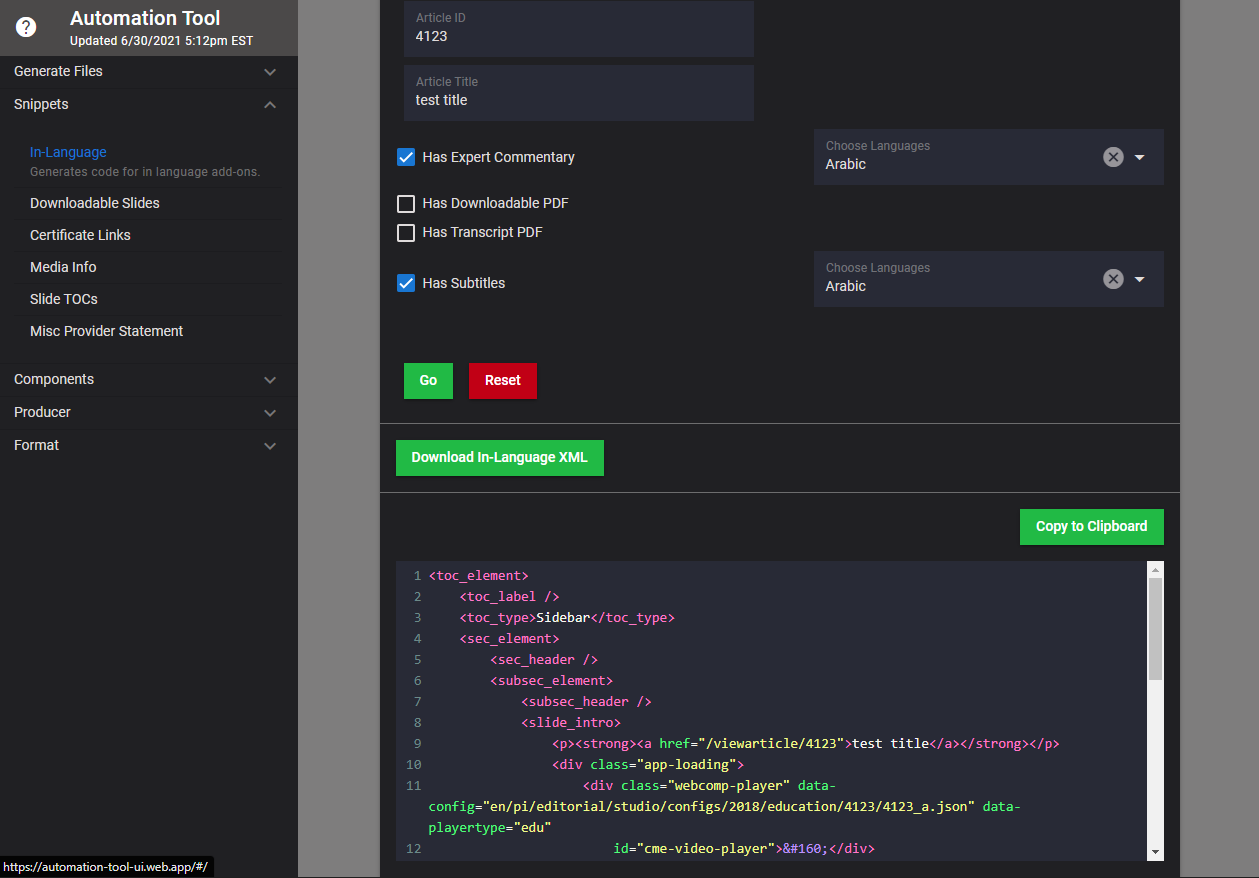 Automation Tool
Updated 6/30/2021 5:12pm EST
Generate Files
Snippets
In-Language
Generates code for in language add-ons.
Downloadable Slides
Certificate Links
Media Info
Slide TOCs
Misc Provider Statement
Components
Producer
Format
https://automation-tool-ui.web.app/#/
Article ID
4123
Article Title
test title
Has Expert Commentary
Choose Languages
Arabic
Has Downloadable PDF
Has Transcript PDF
Has Subtitles
Choose Languages
Arabic
Go
Reset
Download In-Language XML
Copy to Clipboard
1 <toc_element>
2 <toc_label />
3 <toc_type>Sidebar</toc_type>
4 <sec_element>
5 <sec_header />
6 <subsec_element>
7 <subsec_header />
8 <slide_intro>
9 <p><strong><a href="/viewarticle/4123">test title</a></strong></p>
10 <div class="app-loading">
11 <div class="webcomp-player" data-
config="en/pi/editorial/studio/configs/2018/education/4123/4123_a.json" data-
playertype="edu"
12 id="cme-video-player">&#160;</div>